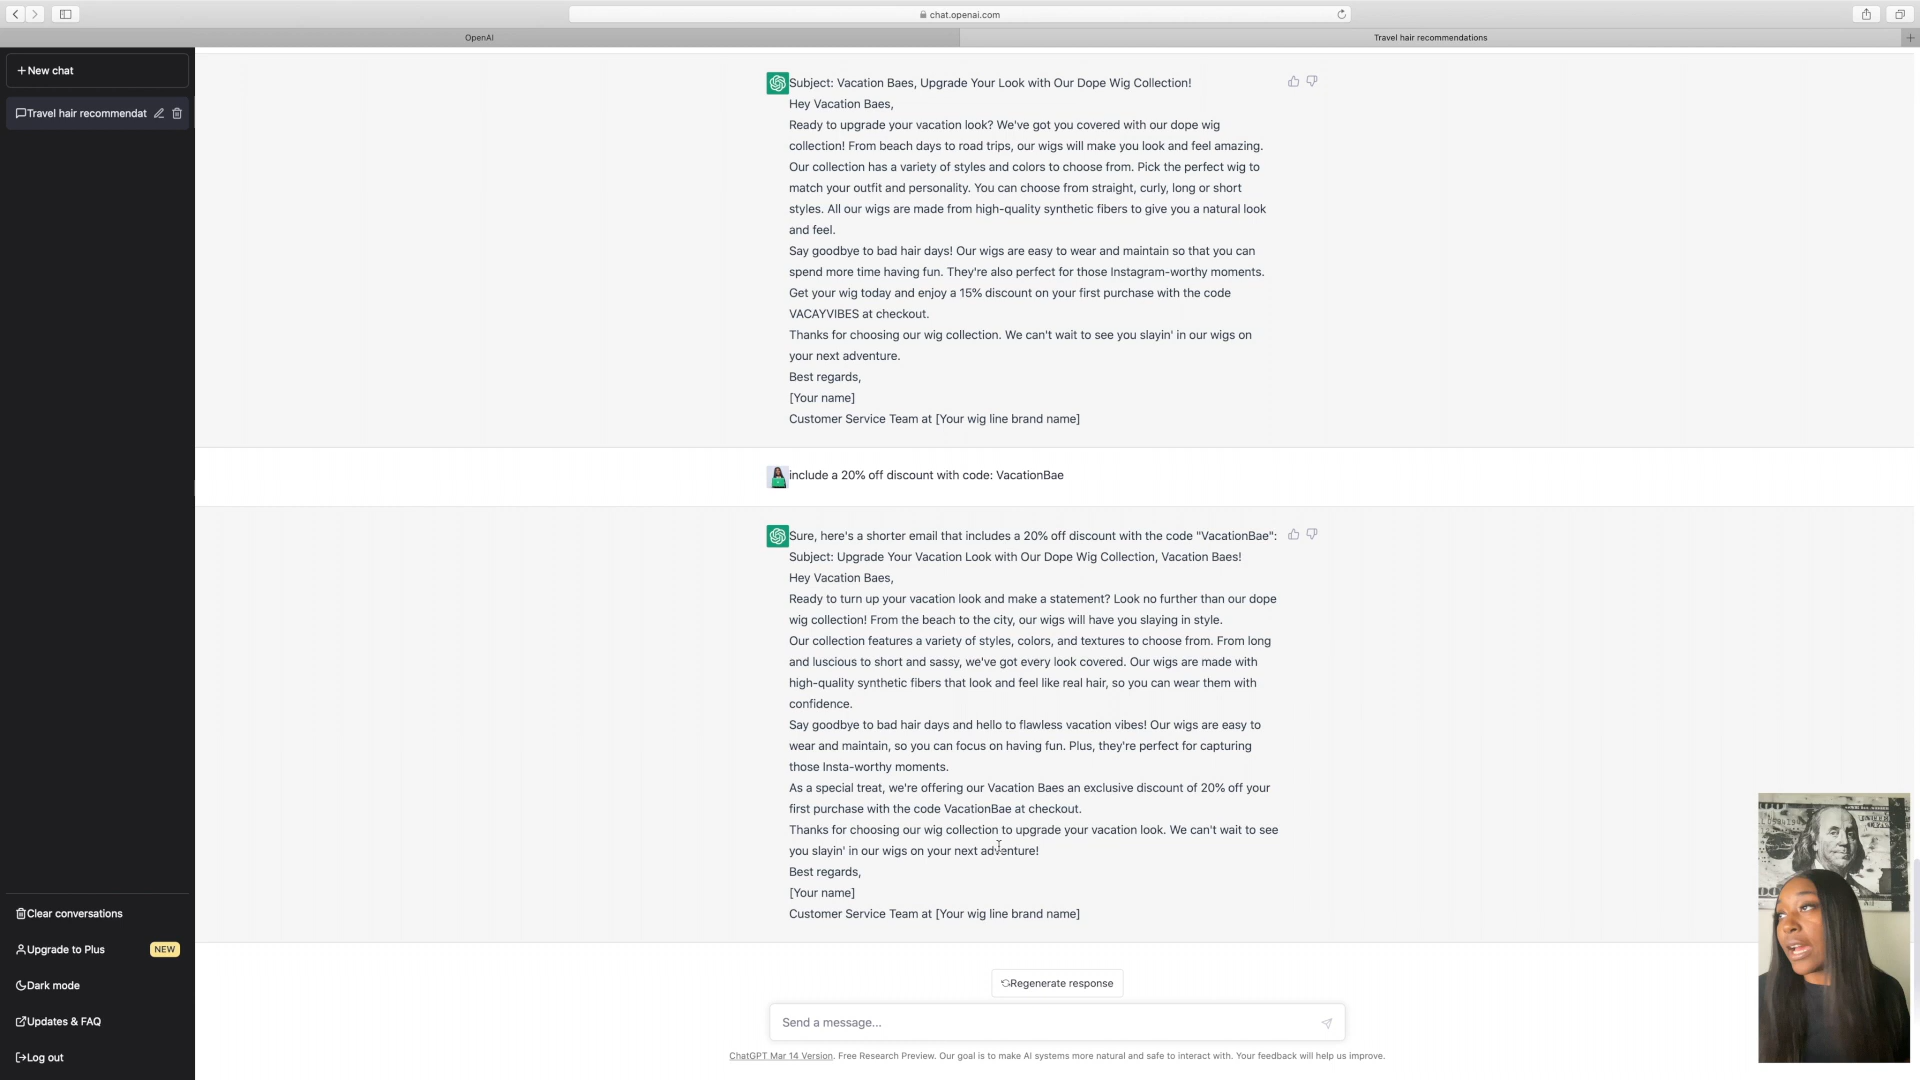 chat.openai.com
OpenAI
Travel hair recommendations
New chat
Travel hair recommendat
Subject: Vacation Baes, Upgrade Your Look with Our Dope Wig Collection!
Hey Vacation Baes,
Ready to upgrade your vacation look? We've got you covered with our dope wig
collection! From beach days to road trips, our wigs will make you look and feel amazing.
Our collection has a variety of styles and colors to choose from. Pick the perfect wig to
match your outfit and personality. You can choose from straight, curly, long or short
styles. All our wigs are made from high-quality synthetic fibers to give you a natural look
and feel.
Say goodbye to bad hair days! Our wigs are easy to wear and maintain so that you can
spend more time having fun. They're also perfect for those Instagram-worthy moments.
Get your wig today and enjoy a 15% discount on your first purchase with the code
VACAYVIBES at checkout.
Thanks for choosing our wig collection. We can't wait to see you slayin' in our wigs on
your next adventure.
Best regards,
[Your name]
Customer Service Team at [Your wig line brand name]
include a 20% off discount with code: VacationBae
Sure, here's a shorter email that includes a 20% off discount with the code "VacationBae":
Subject: Upgrade Your Vacation Look with Our Dope Wig Collection, Vacation Baes!
Hey Vacation Baes,
Ready to turn up your vacation look and make a statement? Look no further than our dope
wig collection! From the beach to the city, our wigs will have you slaying in style.
Our collection features a variety of styles, colors, and textures to choose from. From long
and luscious to short and sassy, we've got every look covered. Our wigs are made with
high-quality synthetic fibers that look and feel like real hair, so you can wear them with
confidence.
Say goodbye to bad hair days and hello to flawless vacation vibes! Our wigs are easy to
wear and maintain, so you can focus on having fun. Plus, they're perfect for capturing
those Insta-worthy moments.
As a special treat, we're offering our Vacation Baes an exclusive discount of 20% off your
first purchase with the code VacationBae at checkout.
Thanks for choosing our wig collection to upgrade your vacation look. We can't wait to see
you slayin' in our wigs on your next adventure!
Best regards,
[Your name]
Customer Service Team at [Your wig line brand name]
Clear conversations
Upgrade to Plus NEW
Dark mode
Updates & FAQ
Log out
Regenerate response
Send a message...
ChatGPT Mar 14 Version. Free Research Preview. Our goal is to make AI systems more natural and safe to interact with. Your feedback will help us improve.